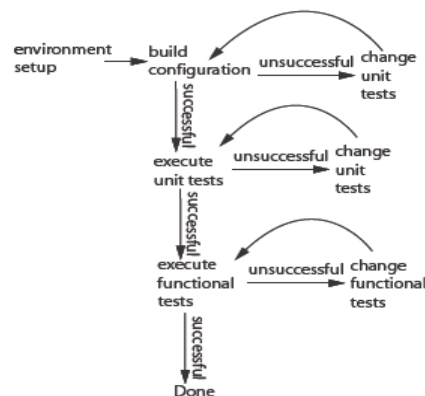 environment
setup
build
configuration
unsuccessful
change
unit
tests
successful
execute
unit tests
unsuccessful
change
unit
tests
successful
execute
functional
tests
unsuccessful
change
functional
tests
successful
Done